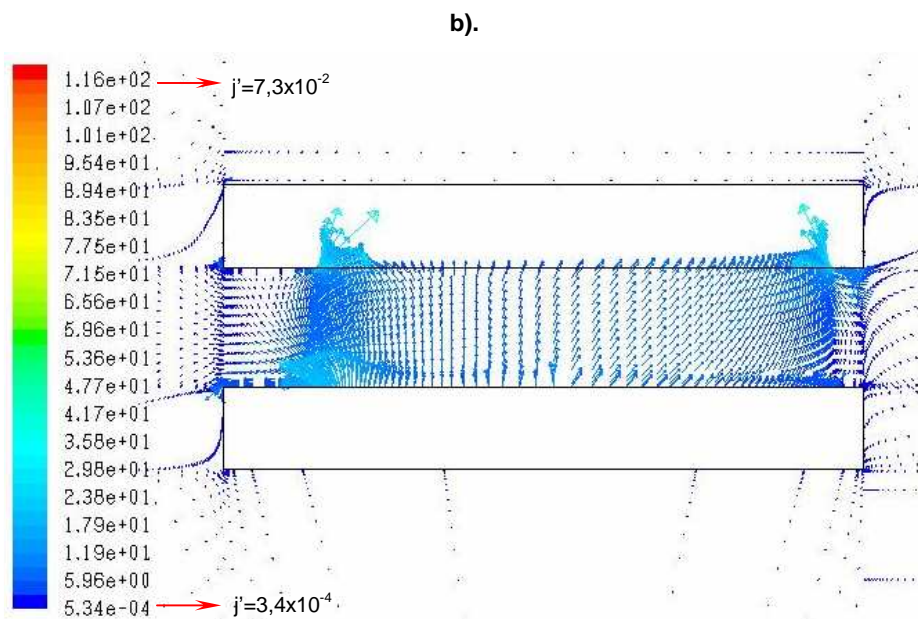 b).
1.16e+02
j'=7,3x10⁻²
1.07e+02
1.01e+02
9.54e+01
8.94e+01
8.35e+01
7.75e+01
7.15e+01
6.56e+01
5.96e+01
5.36e+01
4.77e+01
4.17e+01
3.58e+01
2.98e+01
2.38e+01
1.79e+01
1.19e+01
5.96e+00
5.34e-04
j'=3,4x10⁻⁴